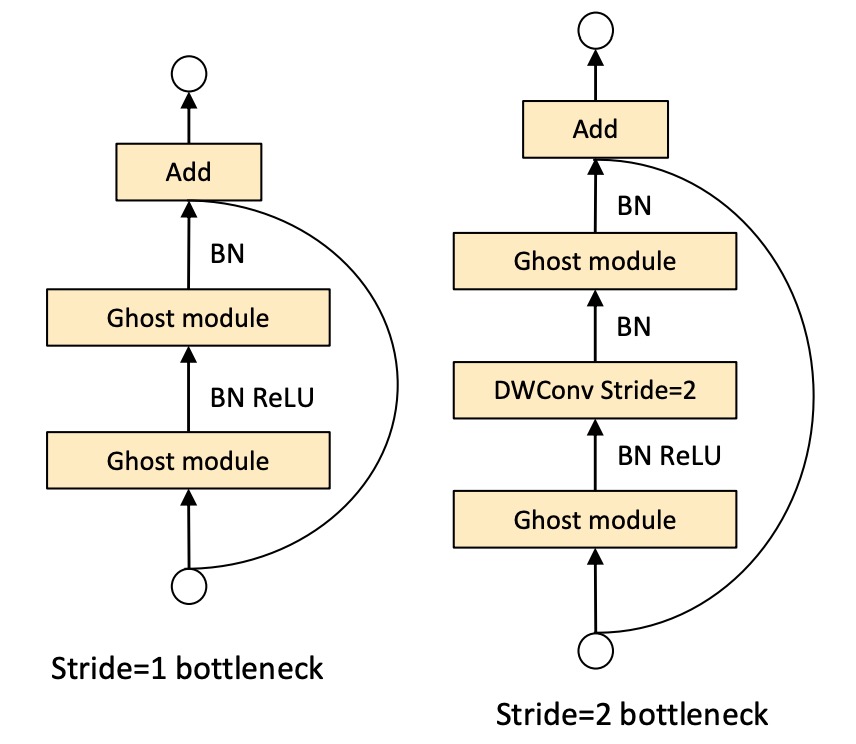 Add
BN
Ghost module
BN ReLU
Ghost module
Stride=1 bottleneck
Add
BN
Ghost module
BN
DWConv Stride=2
BN ReLU
Ghost module
Stride=2 bottleneck